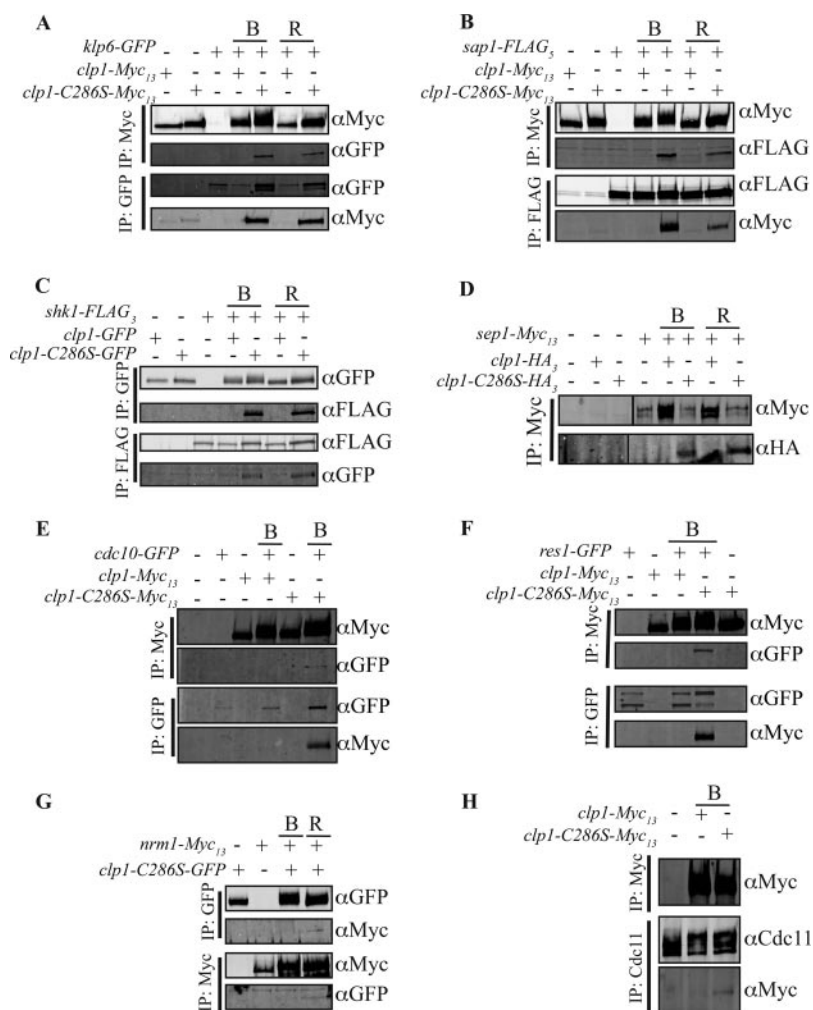 A
B R
klp6-GFP - - + + + + +
clp1-Myc13 + - - + - + -
clp1-C286S-Myc13 - + - - + - +
IP: Myc
αMyc
αGFP
IP: GFP
αGFP
αMyc
B
B R
sap1-FLAG5 - - + + + + +
clp1-Myc13 + - - + - + -
clp1-C286S-Myc13 - + - - + - +
IP: Myc
αMyc
αFLAG
IP: FLAG
αFLAG
αMyc
C
B R
shk1-FLAG3 - - + + + + +
clp1-GFP + - - + - + -
clp1-C286S-GFP - + - - + - +
IP: GFP
αGFP
αFLAG
IP: FLAG
αFLAG
αGFP
D
B R
sep1-Myc13 - - - + + + + +
clp1-HA3 - + - - + - + -
clp1-C286S-HA3 - - + - - + - +
IP: Myc
αMyc
αHA
E
B B
cdc10-GFP - + - + - +
clp1-Myc13 - - + + - -
clp1-C286S-Myc13 - - - - + +
IP: Myc
αMyc
αGFP
IP: GFP
αGFP
αMyc
F
B
res1-GFP + - + + -
clp1-Myc13 - + + - -
clp1-C286S-Myc13 - - - + +
IP: Myc
αMyc
αGFP
IP: GFP
αGFP
αMyc
G
B R
nrm1-Myc13 - + + +
clp1-C286S-GFP + - + +
IP: GFP
αGFP
αMyc
IP: Myc
αMyc
αGFP
H
B
clp1-Myc13 - + -
clp1-C286S-Myc13 - - +
IP: Myc
αMyc
IP: Cdc11
αCdc11
αMyc